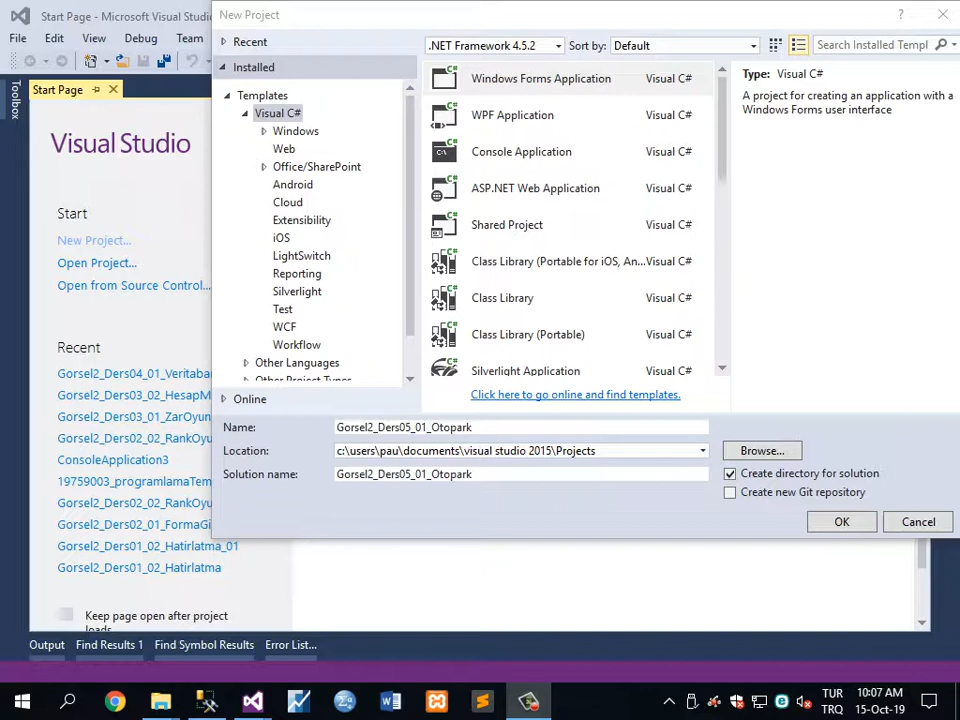 Start Page - Microsoft Visual Studio
New Project
?
File Edit View Debug Team
Toolbox
Start Page
Visual Studio
Start
New Project...
Open Project...
Open from Source Control...
Recent
Gorsel2_Ders04_01_Veritaba
Gorsel2_Ders03_02_HesapM
Gorsel2_Ders03_01_ZarOyun
Gorsel2_Ders02_02_RankOyu
ConsoleApplication3
19759003_programlamaTem
Gorsel2_Ders02_02_RankOyu
Gorsel2_Ders02_01_FormaGi
Gorsel2_Ders01_02_Hatirlatma_01
Gorsel2_Ders01_02_Hatirlatma
Keep page open after project
loads
Recent
Installed
Templates
Visual C#
Windows
Web
Office/SharePoint
Android
Cloud
Extensibility
iOS
LightSwitch
Reporting
Silverlight
Test
WCF
Workflow
Other Languages
Other Project Types
Online
.NET Framework 4.5.2 Sort by: Default
Search Installed Templ
Windows Forms Application Visual C#
WPF Application Visual C#
Console Application Visual C#
ASP.NET Web Application Visual C#
Shared Project Visual C#
Class Library (Portable for iOS, An... Visual C#
Class Library Visual C#
Class Library (Portable) Visual C#
Silverlight Application Visual C#
Click here to go online and find templates.
Type: Visual C#
A project for creating an application with a
Windows Forms user interface
Name: Gorsel2_Ders05_01_Otopark
Location: c:\users\pau\documents\visual studio 2015\Projects Browse...
Solution name: Gorsel2_Ders05_01_Otopark
Create directory for solution
Create new Git repository
OK Cancel
Output Find Results 1 Find Symbol Results Error List...
TUR 10:07 AM
TRQ 15-Oct-19